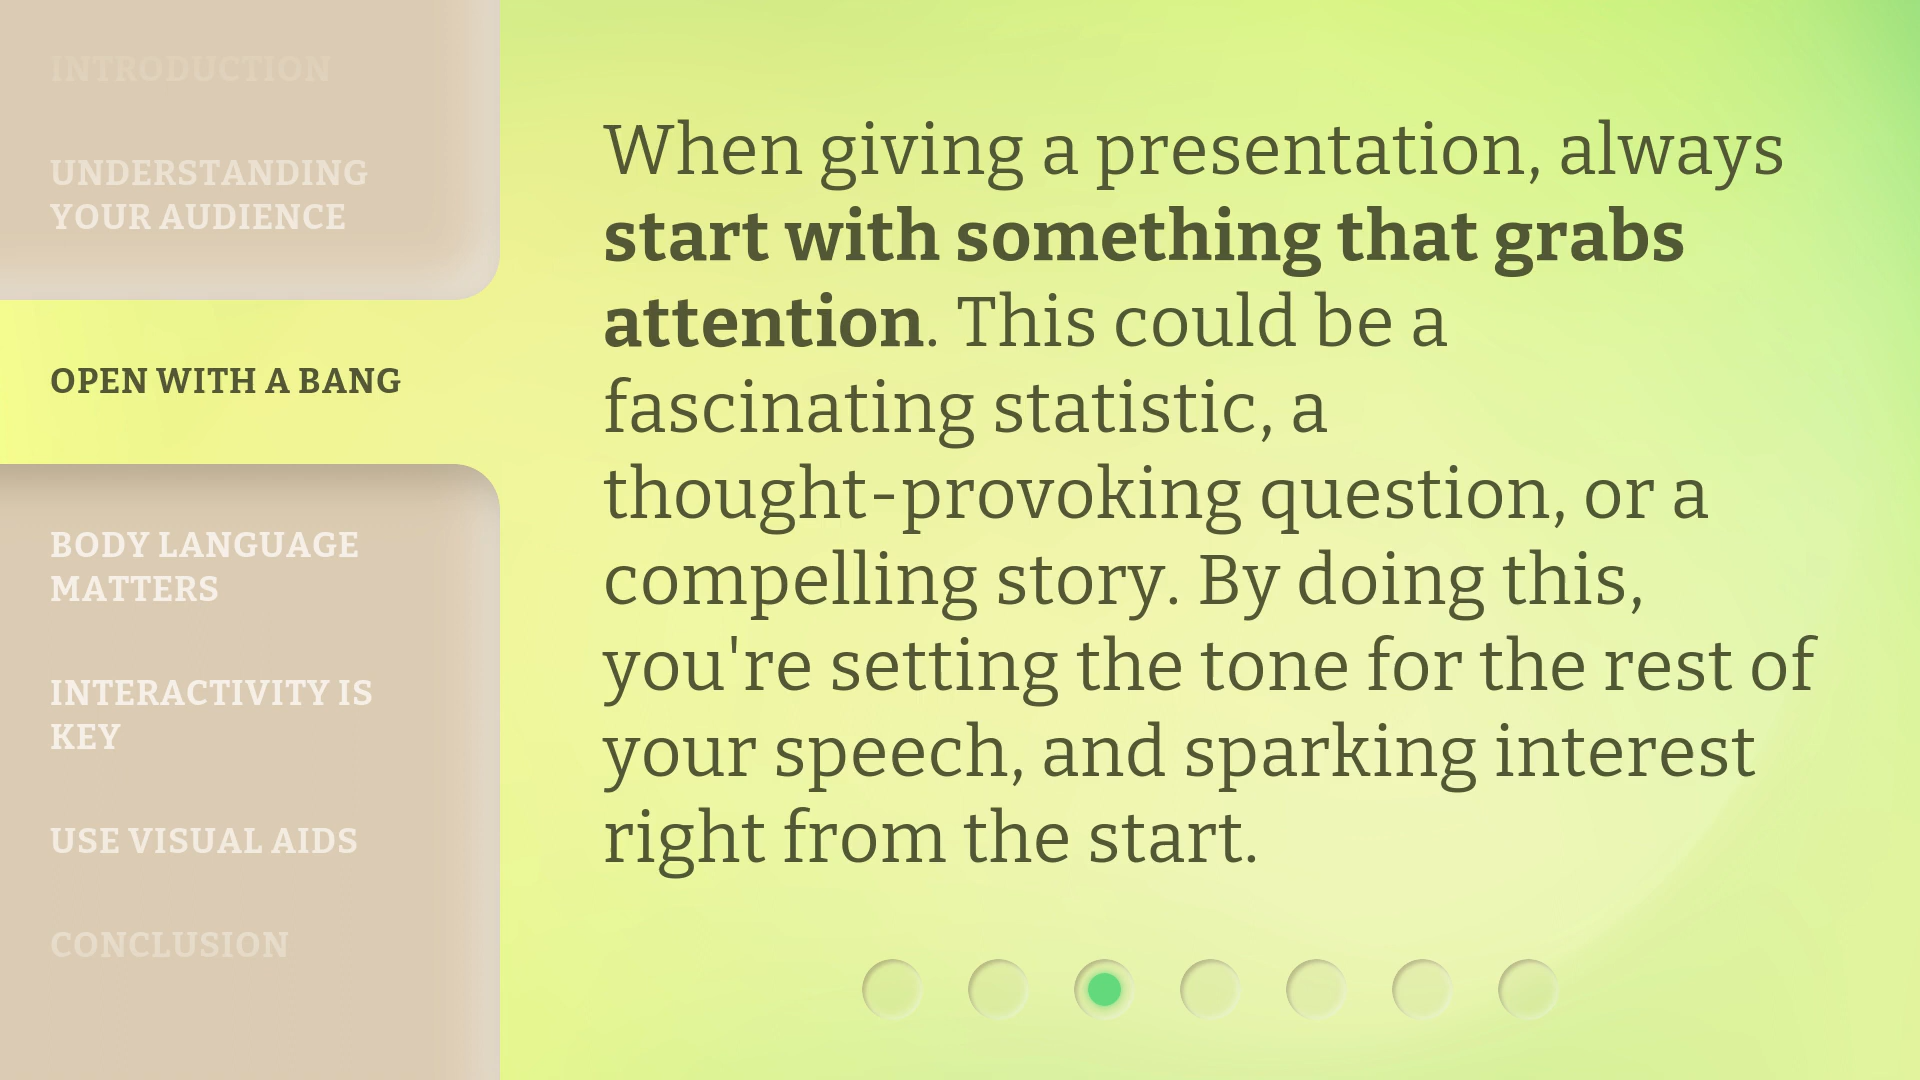 INTRODUCTION
UNDERSTANDING
YOUR AUDIENCE
OPEN WITH A BANG
BODY LANGUAGE
MATTERS
INTERACTIVITY IS
KEY
USE VISUAL AIDS
CONCLUSION
When giving a presentation, always
start with something that grabs
attention. This could be a
fascinating statistic, a
thought-provoking question, or a
compelling story. By doing this,
you're setting the tone for the rest of
your speech, and sparking interest
right from the start.